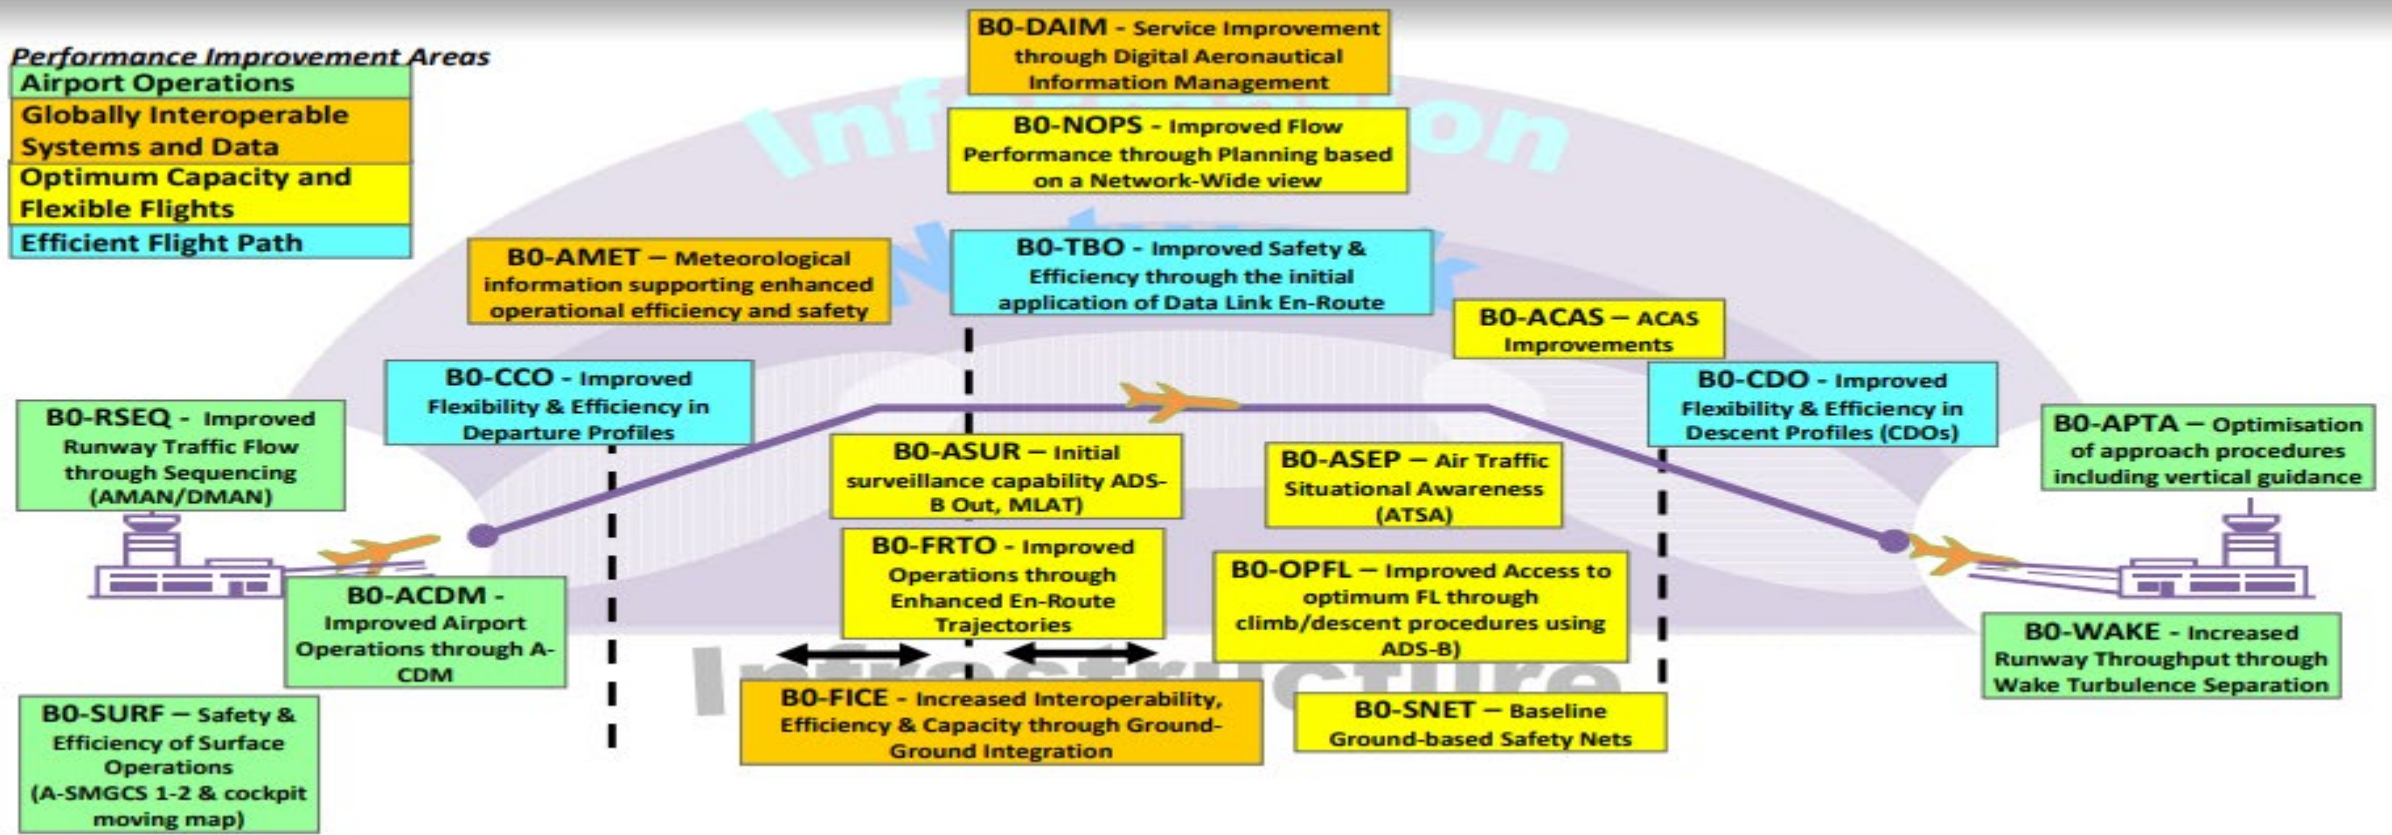 Performance Improvement Areas
Airport Operations
Globally Interoperable
Systems and Data
Optimum Capacity and
Flexible Flights
Efficient Flight Path
B0-DAIM - Service Improvement
through Digital Aeronautical
Information Management
Information
B0-NOPS - Improved Flow
Performance through Planning based
on a Network-Wide view
Network
B0-AMET – Meteorological
information supporting enhanced
operational efficiency and safety
B0-TBO - Improved Safety &
Efficiency through the initial
application of Data Link En-Route
B0-ACAS – ACAS
Improvements
B0-CCO - Improved
Flexibility & Efficiency in
Departure Profiles
B0-CDO - Improved
Flexibility & Efficiency in
Descent Profiles (CDOs)
B0-RSEQ - Improved
Runway Traffic Flow
through Sequencing
(AMAN/DMAN)
B0-APTA – Optimisation
of approach procedures
including vertical guidance
B0-ASUR – Initial
surveillance capability ADS-
B Out, MLAT)
B0-ASEP – Air Traffic
Situational Awareness
(ATSA)
B0-FRTO - Improved
Operations through
Enhanced En-Route
Trajectories
B0-OPFL – Improved Access to
optimum FL through
climb/descent procedures using
ADS-B)
B0-ACDM -
Improved Airport
Operations through A-
CDM
B0-WAKE - Increased
Runway Throughput through
Wake Turbulence Separation
Infrastructure
B0-FICE - Increased Interoperability,
Efficiency & Capacity through Ground-
Ground Integration
B0-SNET – Baseline
Ground-based Safety Nets
B0-SURF – Safety &
Efficiency of Surface
Operations
(A-SMGCS 1-2 & cockpit
moving map)